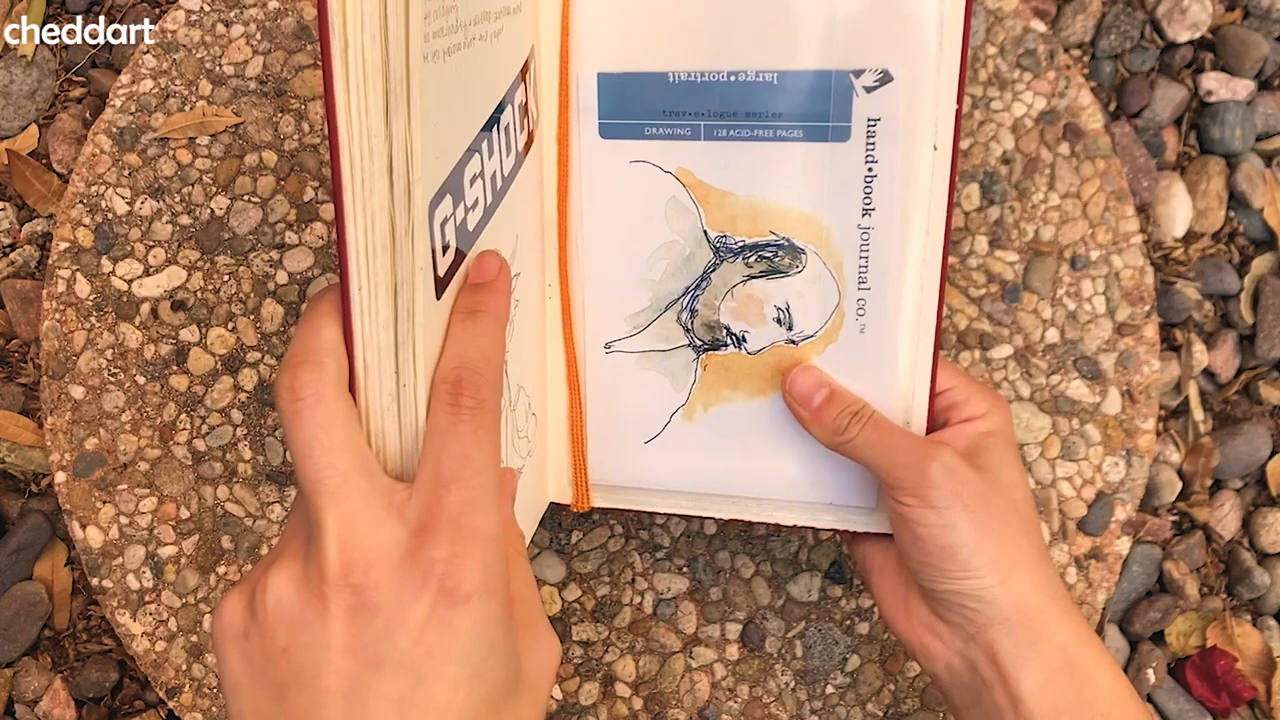 cheddart
G-SHOCK
large•portrait
trav•e•logue series
DRAWING 128 ACID-FREE PAGES
hand•book journal co.™